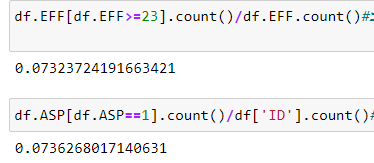 df.EFF[df.EFF>=23].count()/df.EFF.count()#
0.07323724191663421
df.ASP[df.ASP==1].count()/df['ID'].count()#
0.0736268017140631